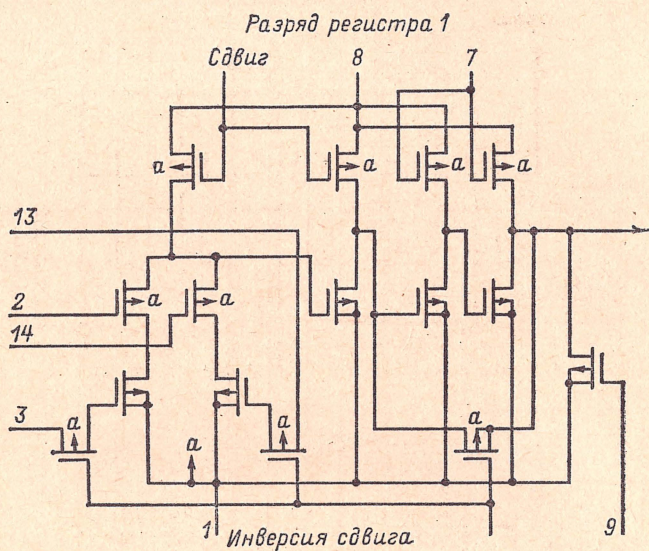 Разряд регистра 1
Сдвиг 8 7
а а а а
13
2 а а
14
3 а а а а
1 Инверсия сдвига 9